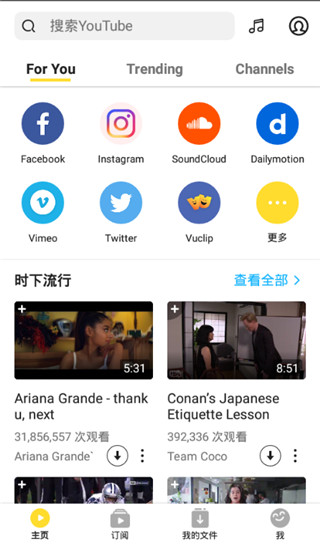 搜索YouTube
For You
Trending
Channels
Facebook
Instagram
SoundCloud
Dailymotion
Vimeo
Twitter
Vuclip
更多
时下流行
查看全部
5:31
8:51
Ariana Grande - thank
u, next
Conan's Japanese
Etiquette Lesson
31,856,557 次观看
392,326 次观看
Ariana Grande`
Team Coco
主页
订阅
我的文件
我